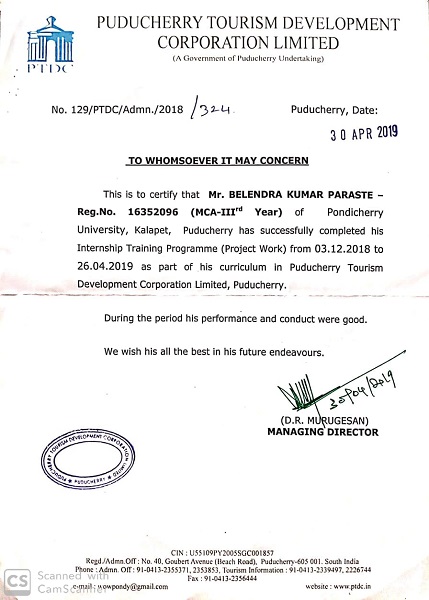 PUDUCHERRY TOURISM DEVELOPMENT
CORPORATION LIMITED
(A Government of Puducherry Undertaking)
PTDC
No. 129/PTDC/Admn./2018 /324
Puducherry, Date:
30 APR 2019
TO WHOMSOEVER IT MAY CONCERN
This is to certify that Mr. BELENDRA KUMAR PARASTE –
Reg.No. 16352096 (MCA-IIIrd Year) of Pondicherry
University, Kalapet, Puducherry has successfully completed his
Internship Training Programme (Project Work) from 03.12.2018 to
26.04.2019 as part of his curriculum in Puducherry Tourism
Development Corporation Limited, Puducherry.
During the period his performance and conduct were good.
We wish his all the best in his future endeavours.
30/04/2019
(D.R. MURUGESAN)
MANAGING DIRECTOR
PUDUCHERRY TOURISM DEVELOPMENT CORPORATION LIMITED
* PUDUCHERRY *
CIN : U55109PY2005SGC001857
Regd./Admn.Off : No. 40, Goubert Avenue (Beach Road), Puducherry-605 001. South India
Phone : Admn. Off : 91-0413-2355371, 2353853, Tourism Information : 91-0413-2339497, 2226744
Fax : 91-0413-2356444
e-mail : wowpondy@gmail.com
website : www.ptdc.in
CS Scanned with
CamScanner